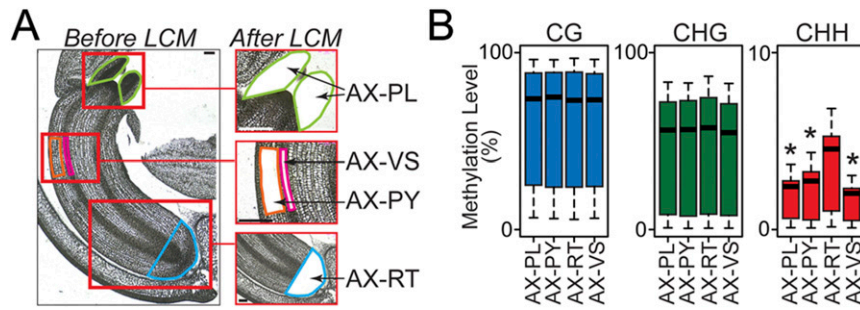 A
Before LCM
After LCM
AX-PL
AX-VS
AX-PY
AX-RT
B
CG
CHG
CHH
Methylation Level
(%)
100
0
100
0
10
0
*
*
*
AX-PL
AX-PY
AX-RT
AX-VS
AX-PL
AX-PY
AX-RT
AX-VS
AX-PL
AX-PY
AX-RT
AX-VS